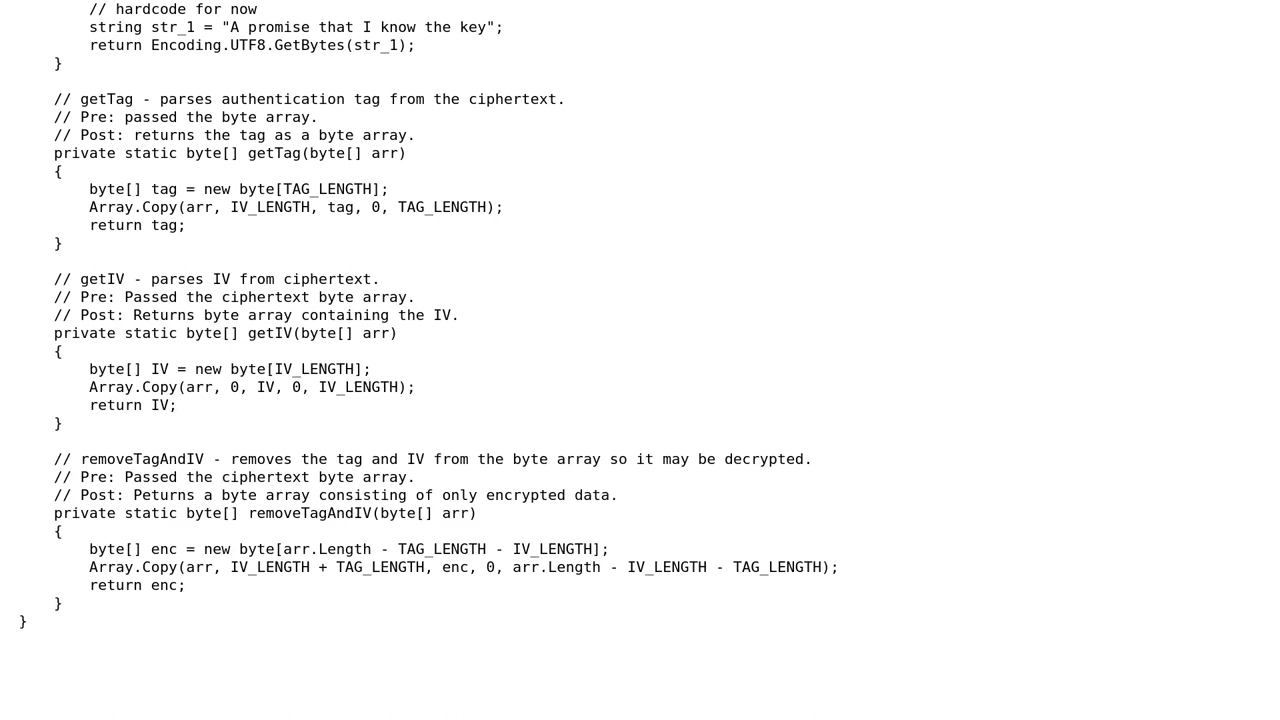 // hardcode for now
string str_1 = "A promise that I know the key";
return Encoding.UTF8.GetBytes(str_1);
}
// getTag - parses authentication tag from the ciphertext.
// Pre: passed the byte array.
// Post: returns the tag as a byte array.
private static byte[] getTag(byte[] arr)
{
byte[] tag = new byte[TAG_LENGTH];
Array.Copy(arr, IV_LENGTH, tag, 0, TAG_LENGTH);
return tag;
}
// getIV - parses IV from ciphertext.
// Pre: Passed the ciphertext byte array.
// Post: Returns byte array containing the IV.
private static byte[] getIV(byte[] arr)
{
byte[] IV = new byte[IV_LENGTH];
Array.Copy(arr, 0, IV, 0, IV_LENGTH);
return IV;
}
// removeTagAndIV - removes the tag and IV from the byte array so it may be decrypted.
// Pre: Passed the ciphertext byte array.
// Post: Peturns a byte array consisting of only encrypted data.
private static byte[] removeTagAndIV(byte[] arr)
{
byte[] enc = new byte[arr.Length - TAG_LENGTH - IV_LENGTH];
Array.Copy(arr, IV_LENGTH + TAG_LENGTH, enc, 0, arr.Length - IV_LENGTH - TAG_LENGTH);
return enc;
}
}